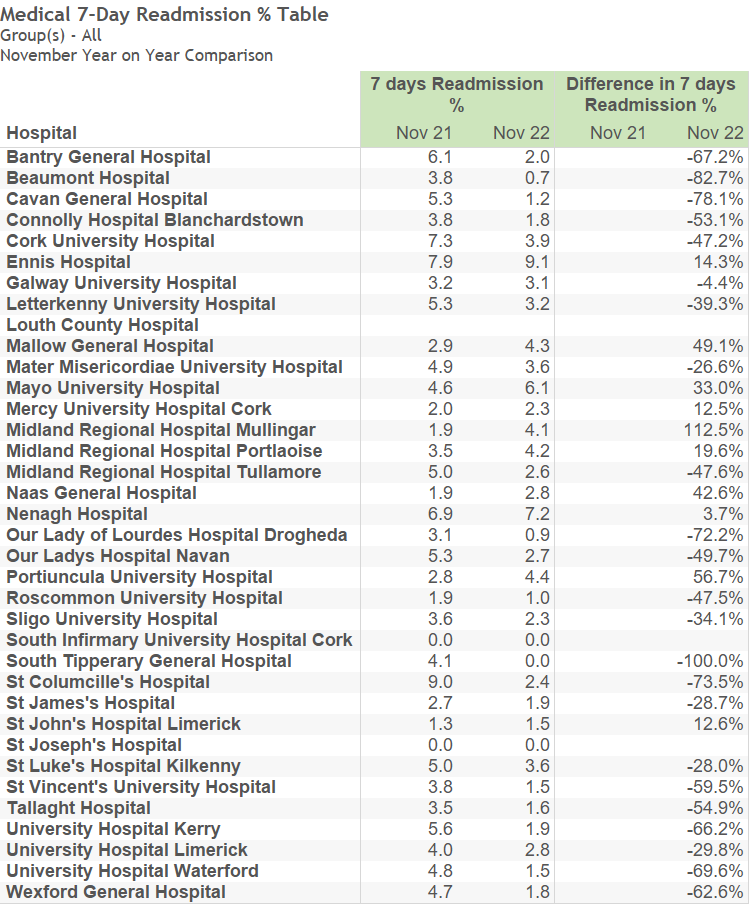 Medical 7-Day Readmission % Table
Group(s) - All
November Year on Year Comparison
7 days Readmission % Difference in 7 days Readmission %
Hospital Nov 21 Nov 22 Nov 21 Nov 22
Bantry General Hospital 6.1 2.0 -67.2%
Beaumont Hospital 3.8 0.7 -82.7%
Cavan General Hospital 5.3 1.2 -78.1%
Connolly Hospital Blanchardstown 3.8 1.8 -53.1%
Cork University Hospital 7.3 3.9 -47.2%
Ennis Hospital 7.9 9.1 14.3%
Galway University Hospital 3.2 3.1 -4.4%
Letterkenny University Hospital 5.3 3.2 -39.3%
Louth County Hospital
Mallow General Hospital 2.9 4.3 49.1%
Mater Misericordiae University Hospital 4.9 3.6 -26.6%
Mayo University Hospital 4.6 6.1 33.0%
Mercy University Hospital Cork 2.0 2.3 12.5%
Midland Regional Hospital Mullingar 1.9 4.1 112.5%
Midland Regional Hospital Portlaoise 3.5 4.2 19.6%
Midland Regional Hospital Tullamore 5.0 2.6 -47.6%
Naas General Hospital 1.9 2.8 42.6%
Nenagh Hospital 6.9 7.2 3.7%
Our Lady of Lourdes Hospital Drogheda 3.1 0.9 -72.2%
Our Ladys Hospital Navan 5.3 2.7 -49.7%
Portiuncula University Hospital 2.8 4.4 56.7%
Roscommon University Hospital 1.9 1.0 -47.5%
Sligo University Hospital 3.6 2.3 -34.1%
South Infirmary University Hospital Cork 0.0 0.0
South Tipperary General Hospital 4.1 0.0 -100.0%
St Columcille's Hospital 9.0 2.4 -73.5%
St James's Hospital 2.7 1.9 -28.7%
St John's Hospital Limerick 1.3 1.5 12.6%
St Joseph's Hospital 0.0 0.0
St Luke's Hospital Kilkenny 5.0 3.6 -28.0%
St Vincent's University Hospital 3.8 1.5 -59.5%
Tallaght Hospital 3.5 1.6 -54.9%
University Hospital Kerry 5.6 1.9 -66.2%
University Hospital Limerick 4.0 2.8 -29.8%
University Hospital Waterford 4.8 1.5 -69.6%
Wexford General Hospital 4.7 1.8 -62.6%